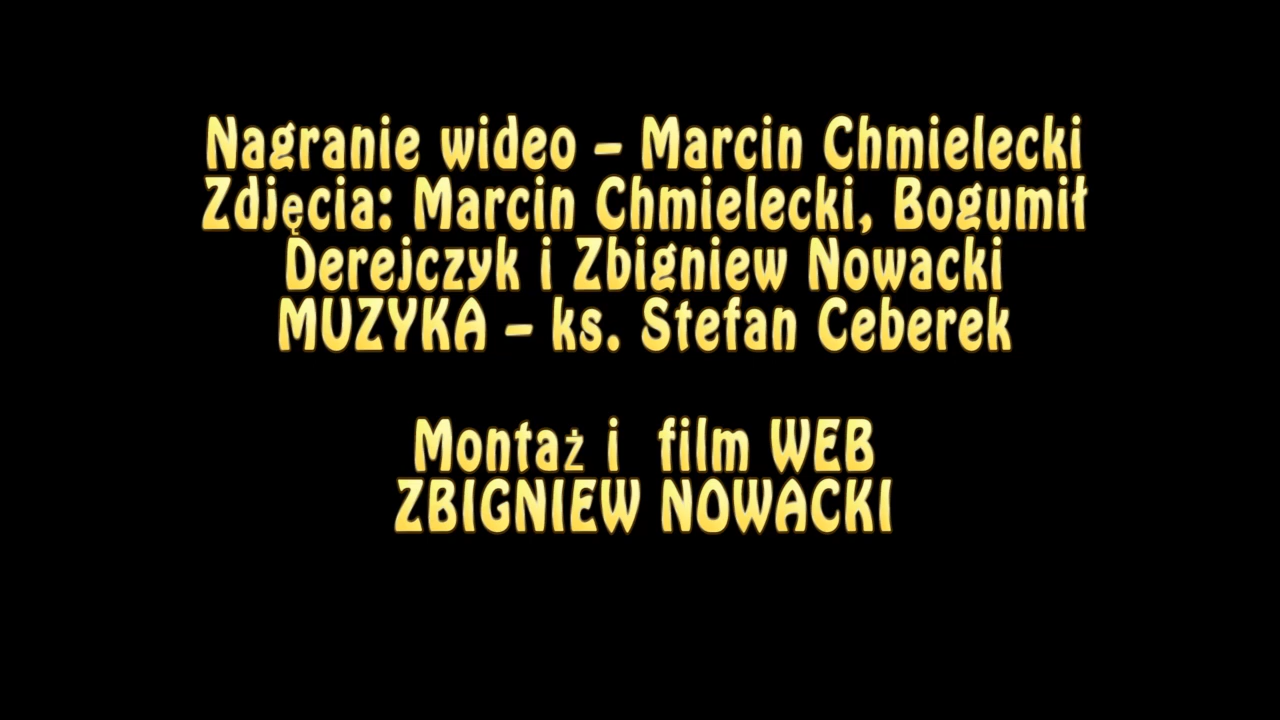 Nagranie wideo – Marcin Chmielecki
Zdjęcia: Marcin Chmielecki, Bogumił
Derejczyk i Zbigniew Nowacki
MUZYKA – ks. Stefan Ceberek
Montaż i  film WEB
ZBIGNIEW NOWACKI